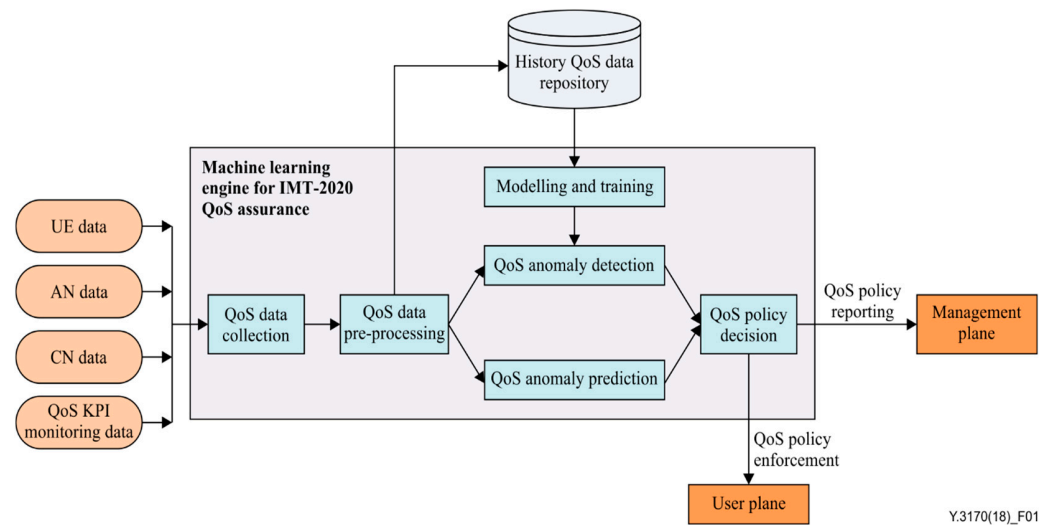 History QoS data
repository
Machine learning
engine for IMT-2020
QoS assurance
Modelling and training
UE data
QoS anomaly detection
AN data
QoS data
collection
QoS data
pre-processing
QoS policy
decision
QoS policy
reporting
Management
plane
CN data
QoS anomaly prediction
QoS KPI
monitoring data
QoS policy
enforcement
User plane
Y.3170(18)_F01